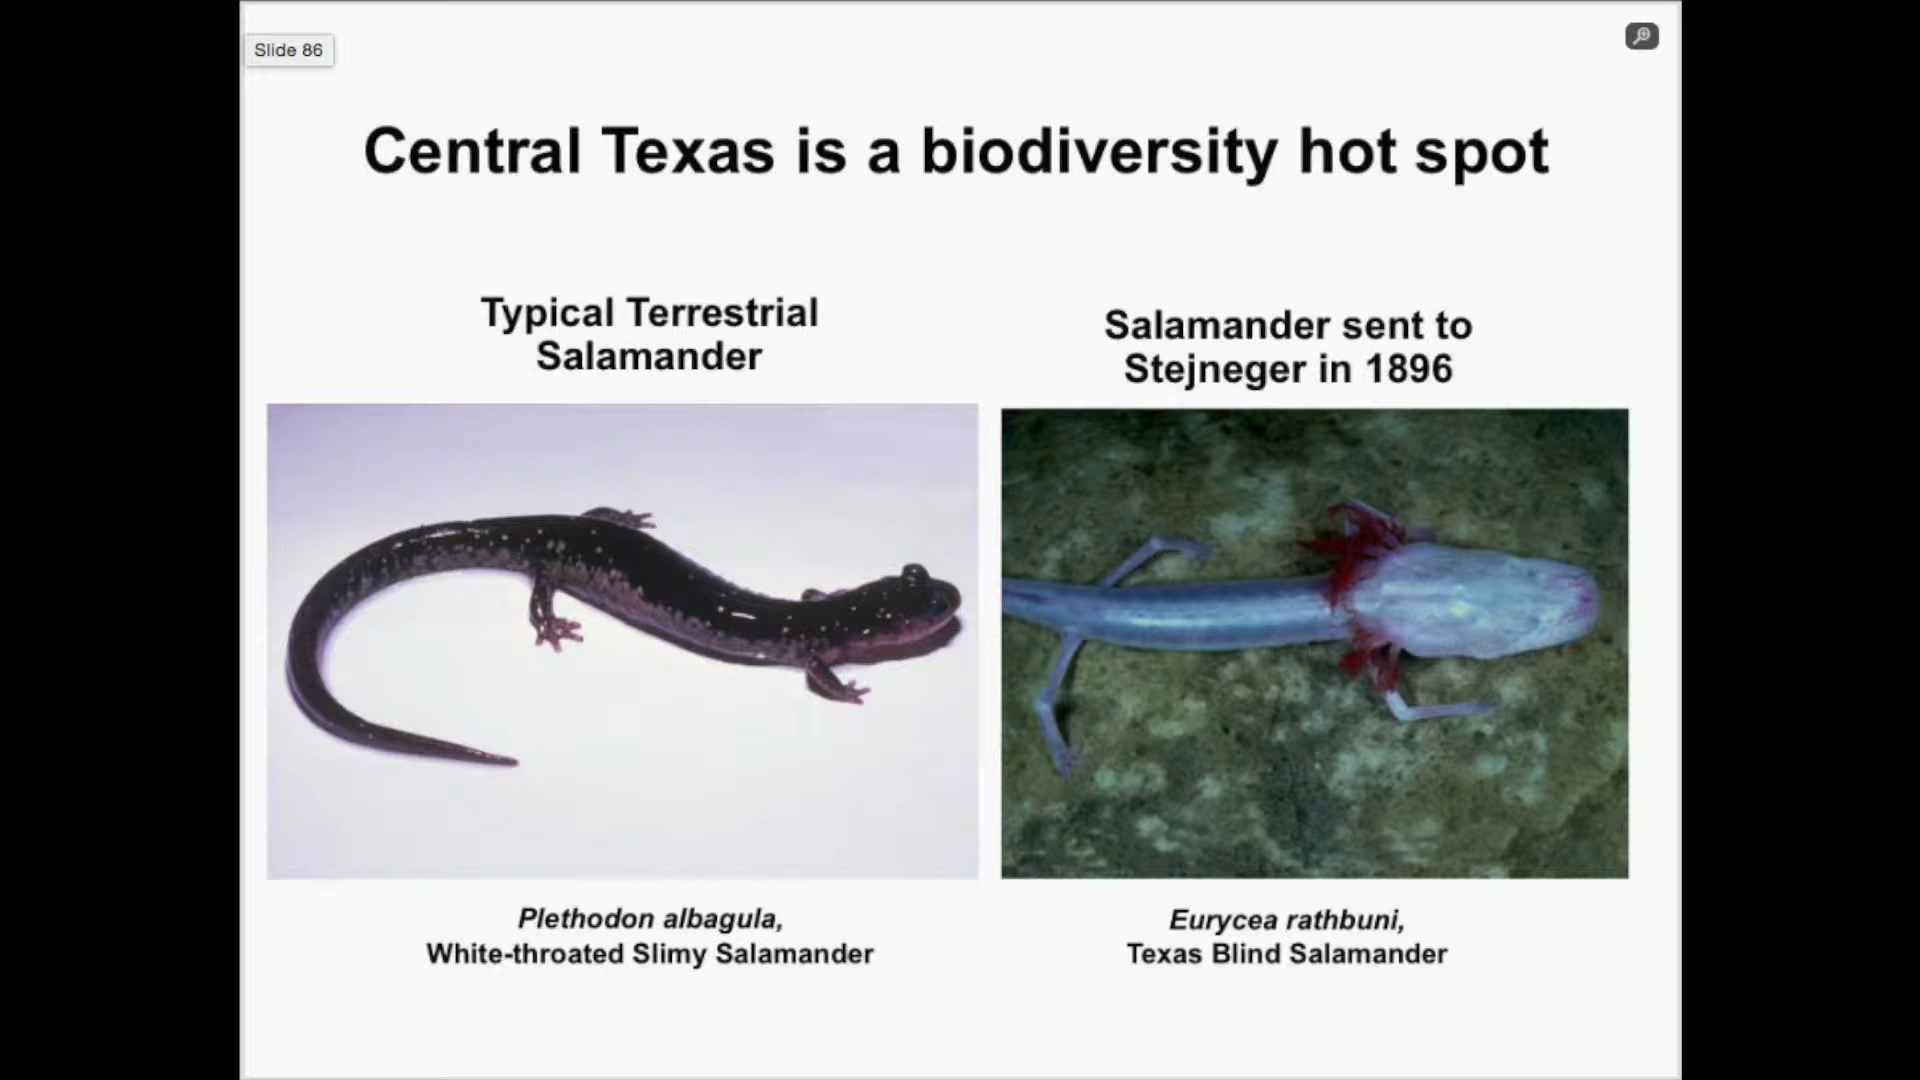 Slide 86
Central Texas is a biodiversity hot spot
Typical Terrestrial
Salamander
Salamander sent to
Stejneger in 1896
Plethodon albagula,
White-throated Slimy Salamander
Eurycea rathbuni,
Texas Blind Salamander